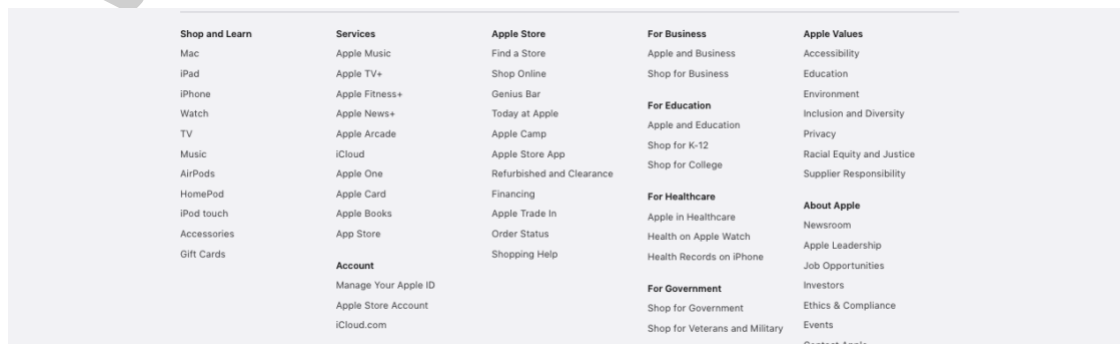 Shop and Learn
Mac
iPad
iPhone
Watch
TV
Music
AirPods
HomePod
iPod touch
Accessories
Gift Cards
Services
Apple Music
Apple TV+
Apple Fitness+
Apple News+
Apple Arcade
iCloud
Apple One
Apple Card
Apple Books
App Store
Account
Manage Your Apple ID
Apple Store Account
iCloud.com
Apple Store
Find a Store
Shop Online
Genius Bar
Today at Apple
Apple Camp
Apple Store App
Refurbished and Clearance
Financing
Apple Trade In
Order Status
Shopping Help
For Business
Apple and Business
Shop for Business
For Education
Apple and Education
Shop for K-12
Shop for College
For Healthcare
Apple in Healthcare
Health on Apple Watch
Health Records on iPhone
For Government
Shop for Government
Shop for Veterans and Military
Apple Values
Accessibility
Education
Environment
Inclusion and Diversity
Privacy
Racial Equity and Justice
Supplier Responsibility
About Apple
Newsroom
Apple Leadership
Job Opportunities
Investors
Ethics & Compliance
Events
Contact Apple